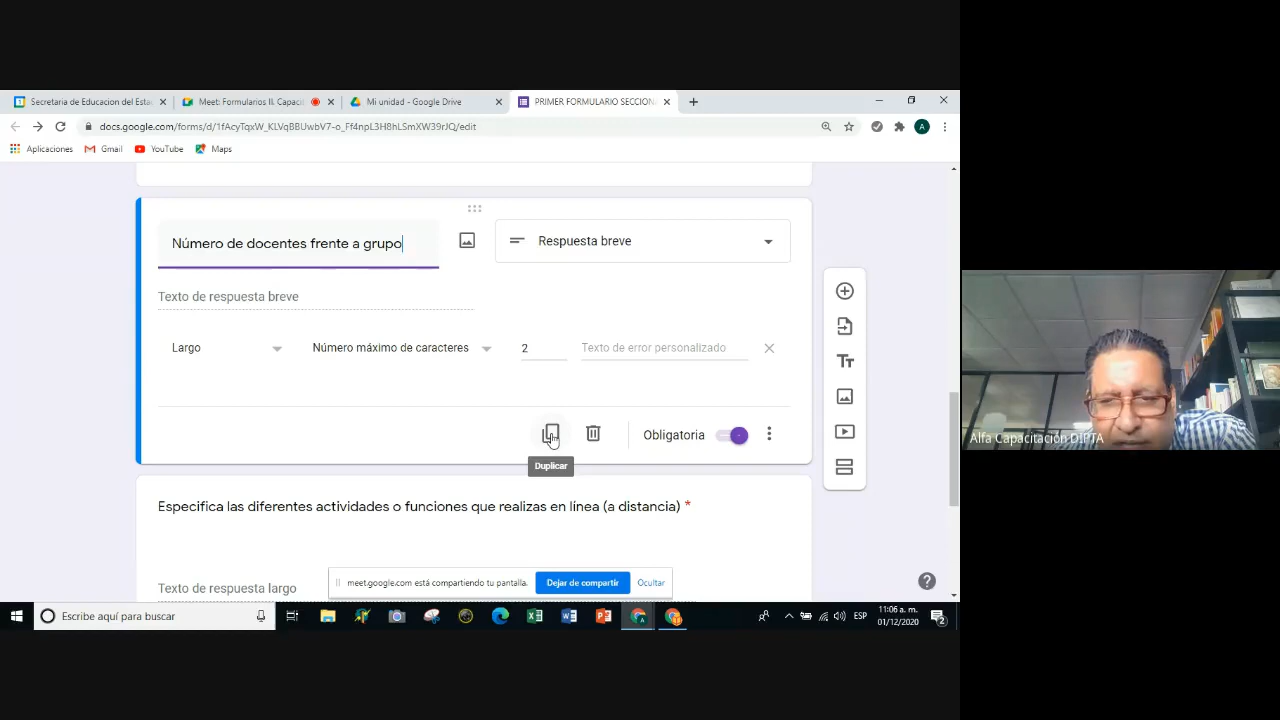 Secretaria de Educacion del Esta
Meet: Formularios II. Capaci
Mi unidad - Google Drive
PRIMER FORMULARIO SECCION
docs.google.com/forms/d/1fAcyTqxW_KLVqBBUwbV7-o_Ff4npL3H8hLSmXW39rJQ/edit
A
Aplicaciones
Gmail
YouTube
Maps
Número de docentes frente a grupo
Respuesta breve
Texto de respuesta breve
Largo
Número máximo de caracteres
2
Texto de error personalizado
Obligatoria
Duplicar
Especifica las diferentes actividades o funciones que realizas en línea (a distancia) *
Texto de respuesta largo
meet.google.com está compartiendo tu pantalla.
Dejar de compartir
Ocultar
Escribe aquí para buscar
ESP
11:06 a. m.
01/12/2020
2
Alfa Capacitación DIPTA